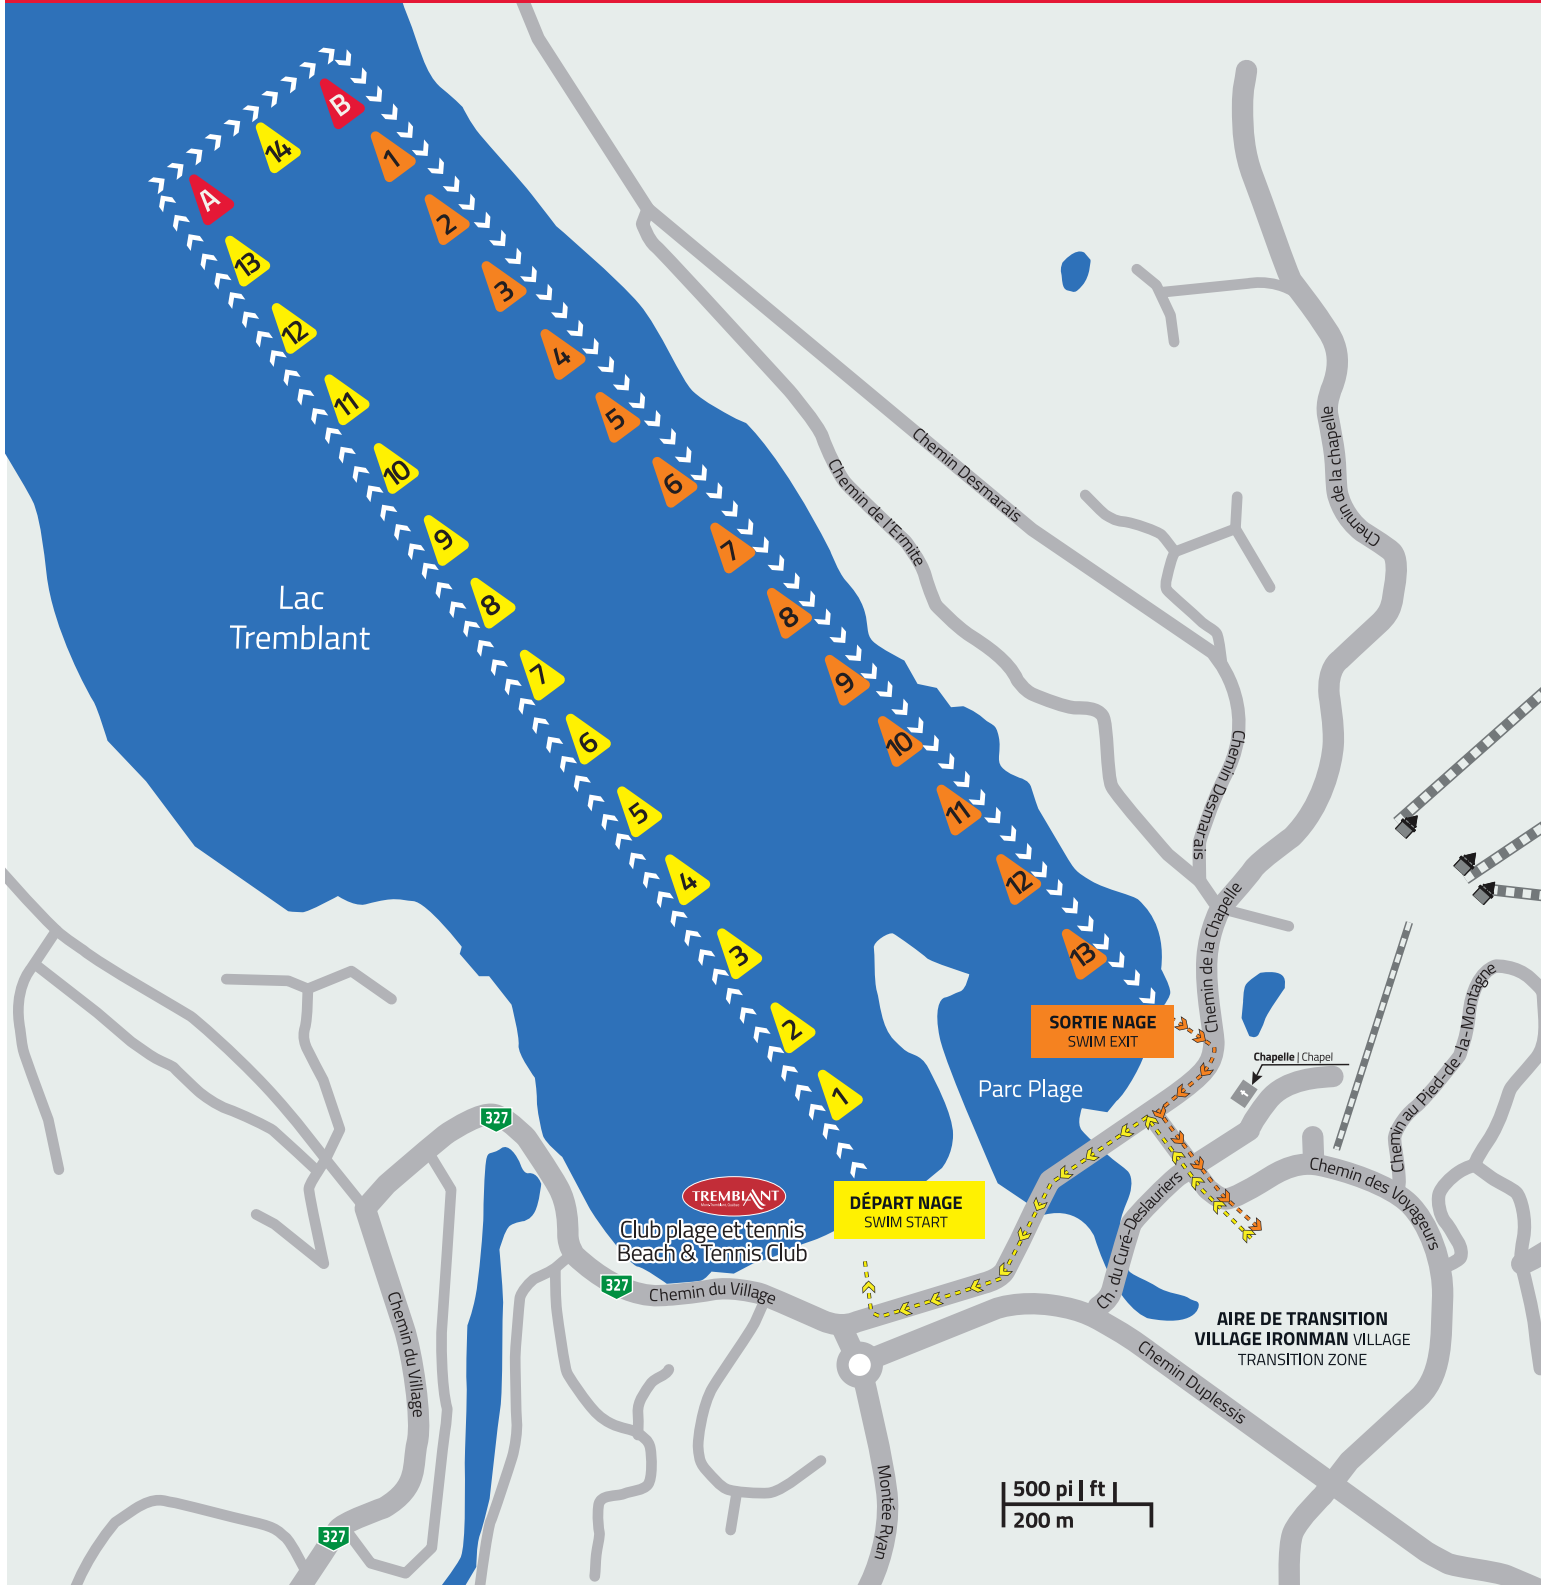 B
14
1
A
2
13
3
12
4
11
5
10
6
9
7
8
8
7
9
6
10
5
11
4
12
3
13
2
1
Lac
Tremblant
Chemin Desmarais
Chemin de l'Ermite
Chemin de la chapelle
Chemin Desmarais
Chemin de la Chapelle
SORTIE NAGE
SWIM EXIT
Parc Plage
Chapelle | Chapel
Chemin au Pied-de-la-Montagne
Chemin des Voyageurs
Ch. du Curé-Deslauriers
327
TREMBLANT
Club plage et tennis
Beach & Tennis Club
DÉPART NAGE
SWIM START
327
Chemin du Village
Chemin du Village
AIRE DE TRANSITION
VILLAGE IRONMAN VILLAGE
TRANSITION ZONE
Chemin Duplessis
Montée Ryan
500 pi | ft
200 m
327